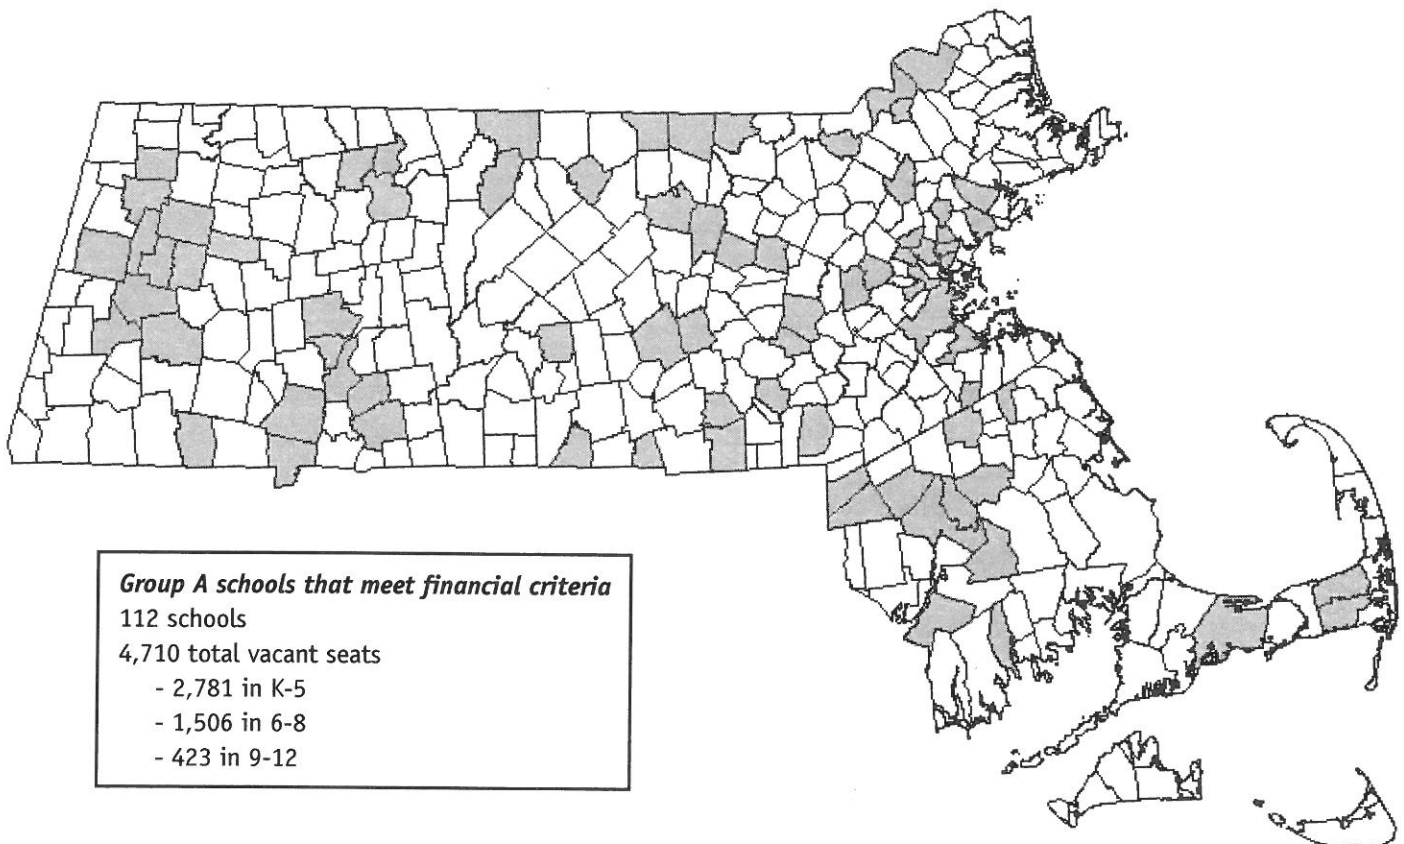 Group A schools that meet financial criteria
112 schools
4,710 total vacant seats
- 2,781 in K-5
- 1,506 in 6-8
- 423 in 9-12